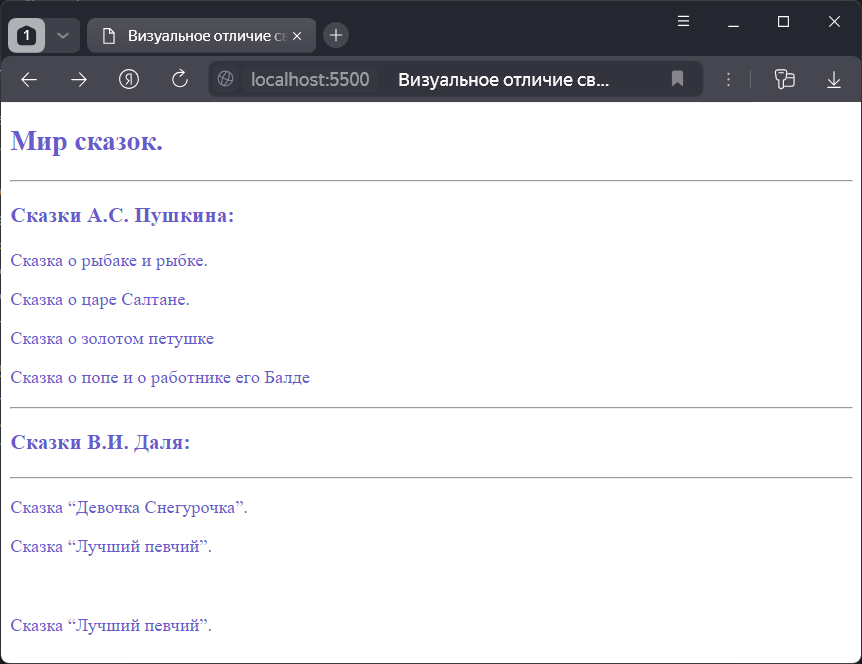 1
Визуальное отличие св
localhost:5500 Визуальное отличие св...
Мир сказок.
Сказки А.С. Пушкина:
Сказка о рыбаке и рыбке.
Сказка о царе Салтане.
Сказка о золотом петушке
Сказка о попе и о работнике его Балде
Сказки В.И. Даля:
Сказка “Девочка Снегурочка”.
Сказка “Лучший певчий”.
Сказка “Лучший певчий”.